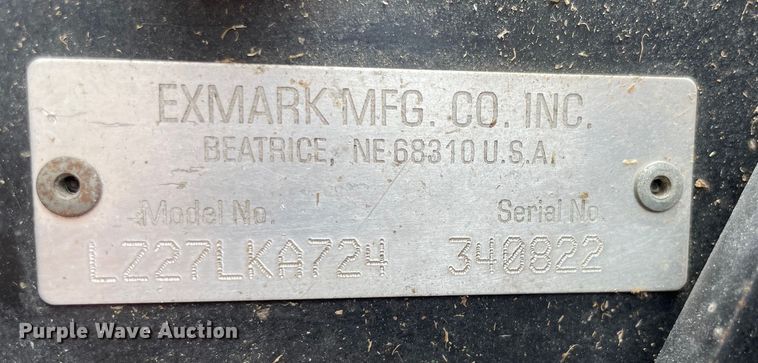 EXMARK MFG. CO. INC.
BEATRICE, NE 68310 U.S.A.
Model No. Serial No.
LZ27LKA724 340822
Purple Wave Auction